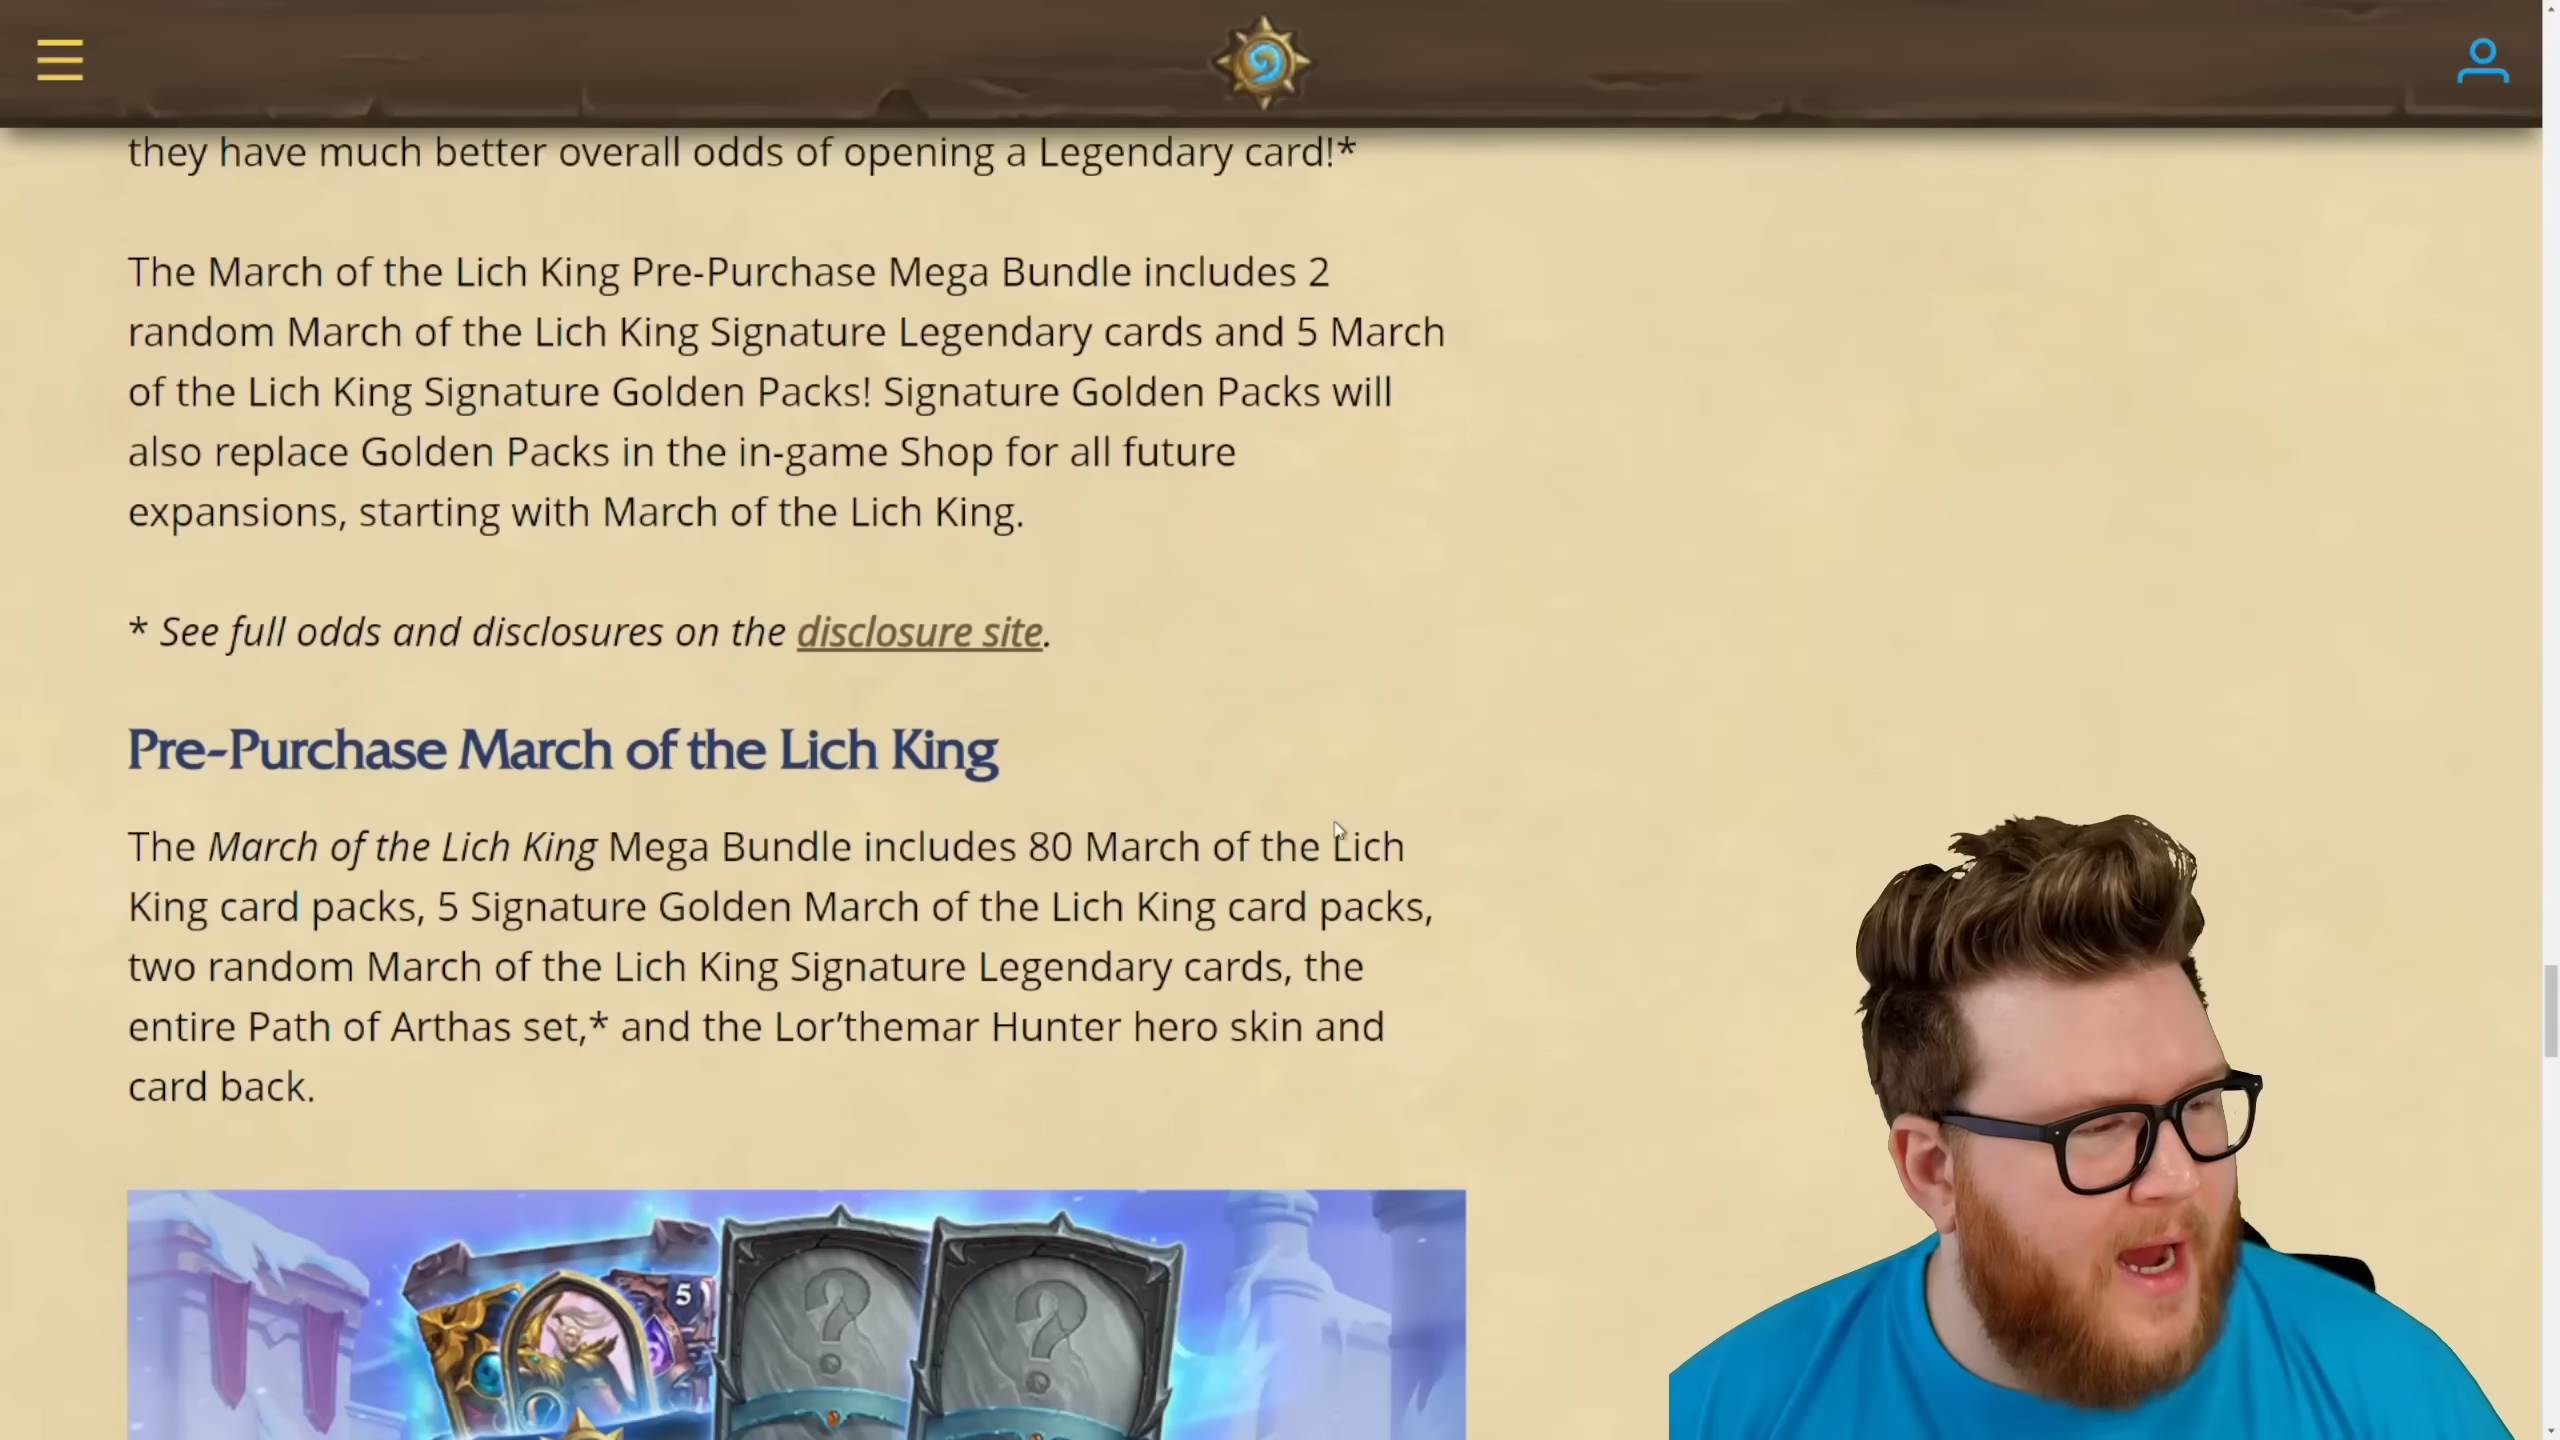 they have much better overall odds of opening a Legendary card!*
The March of the Lich King Pre-Purchase Mega Bundle includes 2
random March of the Lich King Signature Legendary cards and 5 March
of the Lich King Signature Golden Packs! Signature Golden Packs will
also replace Golden Packs in the in-game Shop for all future
expansions, starting with March of the Lich King.
* See full odds and disclosures on the disclosure site.
Pre-Purchase March of the Lich King
The March of the Lich King Mega Bundle includes 80 March of the Lich
King card packs, 5 Signature Golden March of the Lich King card packs,
two random March of the Lich King Signature Legendary cards, the
entire Path of Arthas set,* and the Lor’themar Hunter hero skin and
card back.
5
? ?